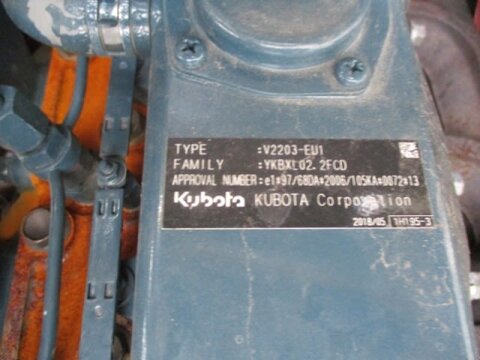 TYPE :V2203-EU1
FAMILY :YKBXL02.2FCD
APPROVAL NUMBER:e1*97/68DA*2006/105KA*0072*13
Kubota KUBOTA Corporation
2018/05 1H195-3